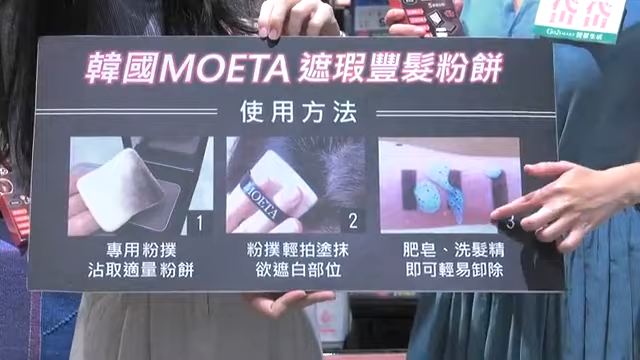 韓國MOETA遮瑕豐髮粉餅
使用方法
MOETA
1
2
3
專用粉撲
沾取適量粉餅
粉撲輕拍塗抹
欲遮白部位
肥皂、洗髮精
即可輕易卸除